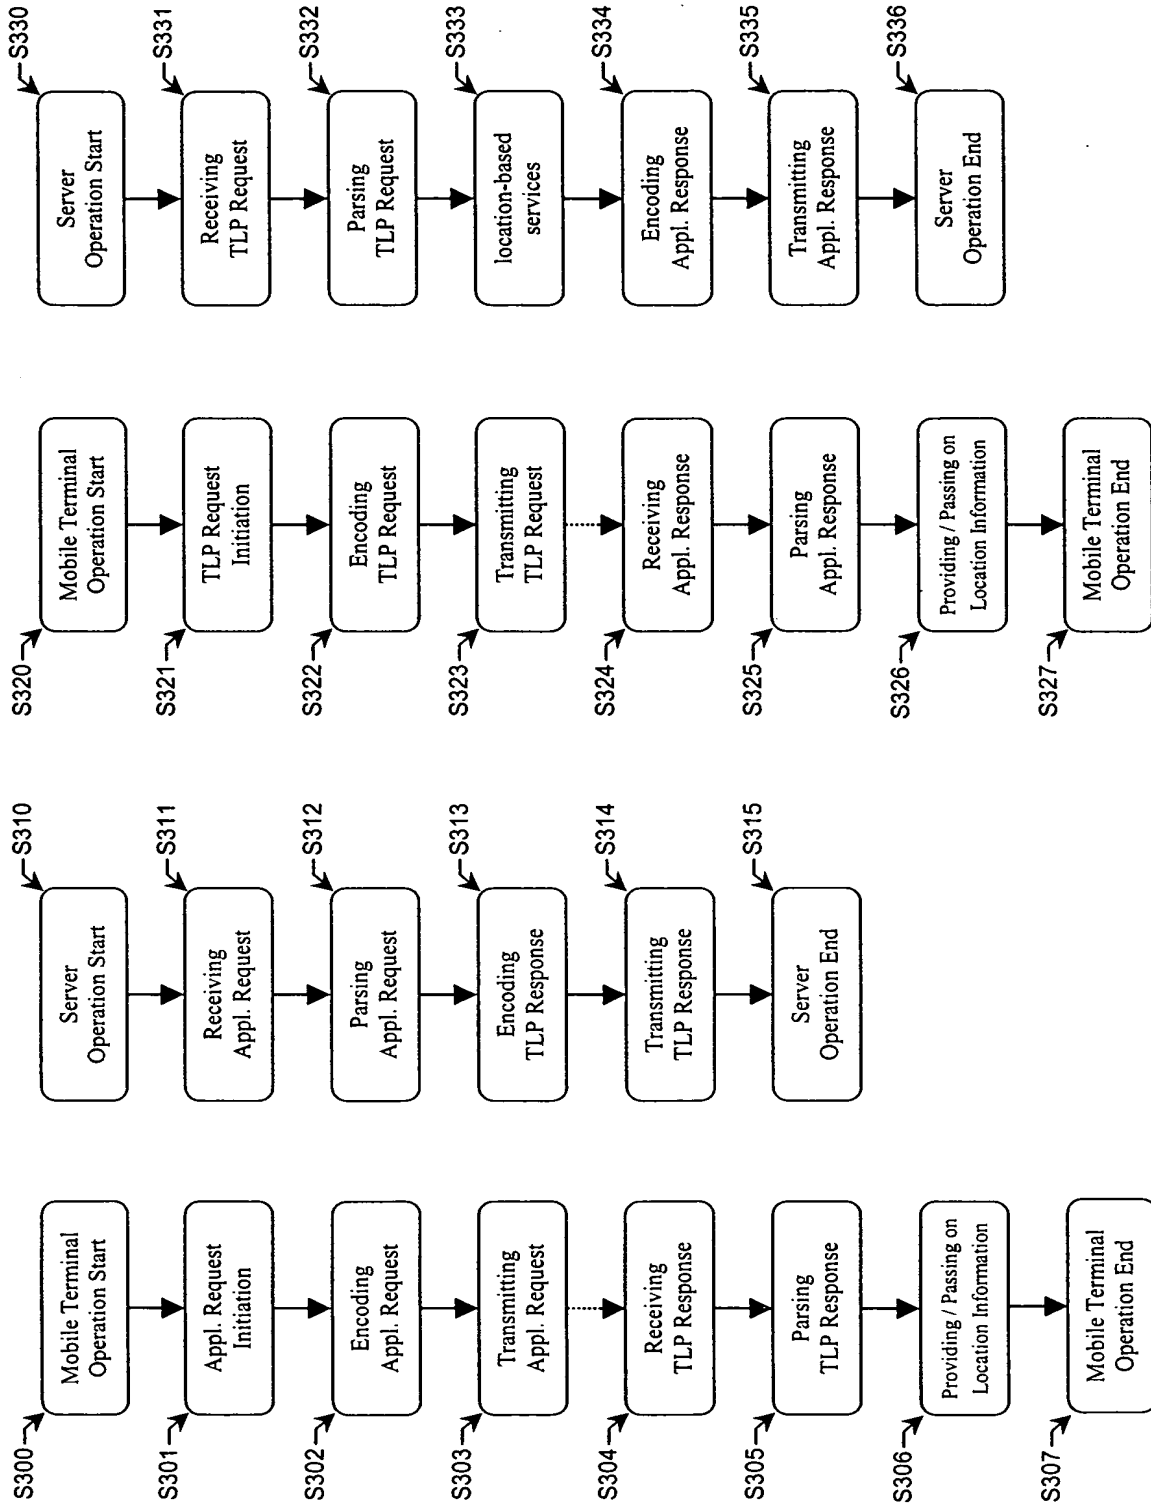 S300
Mobile Terminal
Operation Start
S301
Appl. Request
Initiation
S302
Encoding
Appl. Request
S303
Transmitting
Appl. Request
S304
Receiving
TLP Response
S305
Parsing
TLP Response
S306
Providing / Passing on
Location Information
S307
Mobile Terminal
Operation End
S310
Server
Operation Start
S311
Receiving
Appl. Request
S312
Parsing
Appl. Request
S313
Encoding
TLP Response
S314
Transmitting
TLP Response
S315
Server
Operation End
S320
Mobile Terminal
Operation Start
S321
TLP Request
Initiation
S322
Encoding
TLP Request
S323
Transmitting
TLP Request
S324
Receiving
Appl. Response
S325
Parsing
Appl. Response
S326
Providing / Passing on
Location Information
S327
Mobile Terminal
Operation End
S330
Server
Operation Start
S331
Receiving
TLP Request
S332
Parsing
TLP Request
S333
location-based
services
S334
Encoding
Appl. Response
S335
Transmitting
Appl. Response
S336
Server
Operation End